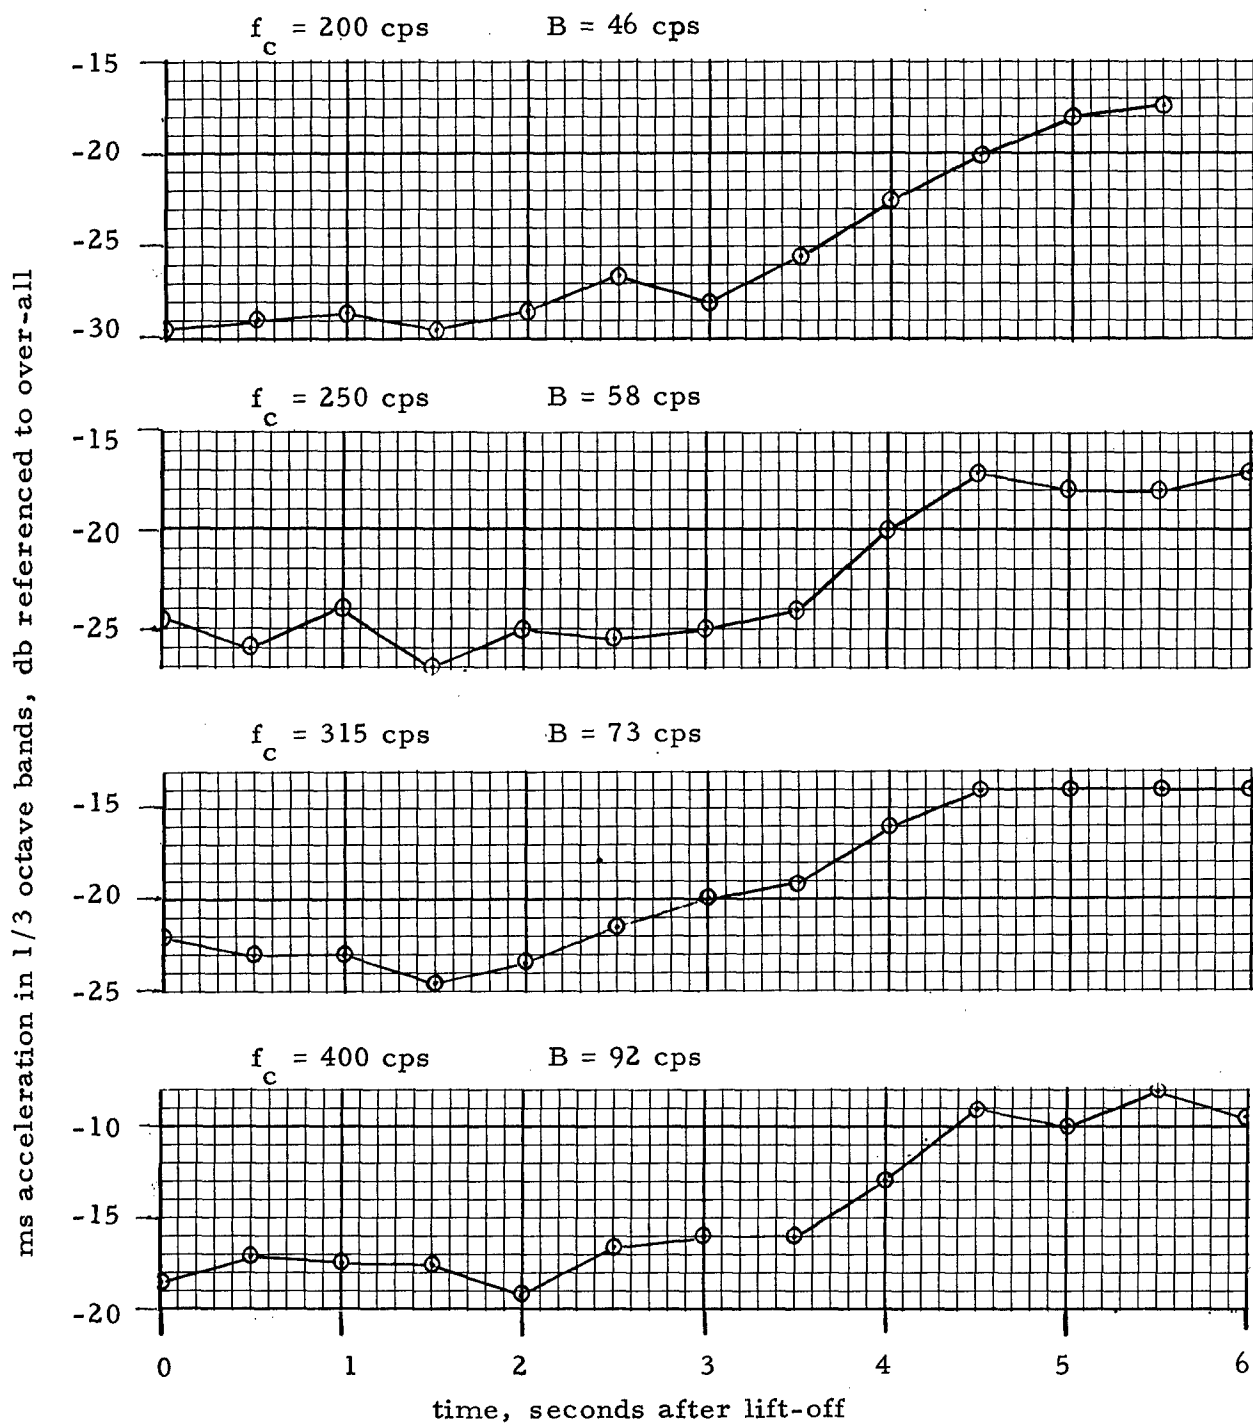 f_c = 200 cps B = 46 cps
-15
-20
-25
-30
f_c = 250 cps B = 58 cps
-15
-20
-25
f_c = 315 cps B = 73 cps
-15
-20
-25
f_c = 400 cps B = 92 cps
-10
-15
-20
0 1 2 3 4 5 6
time, seconds after lift-off
ms acceleration in 1/3 octave bands, db referenced to over-all